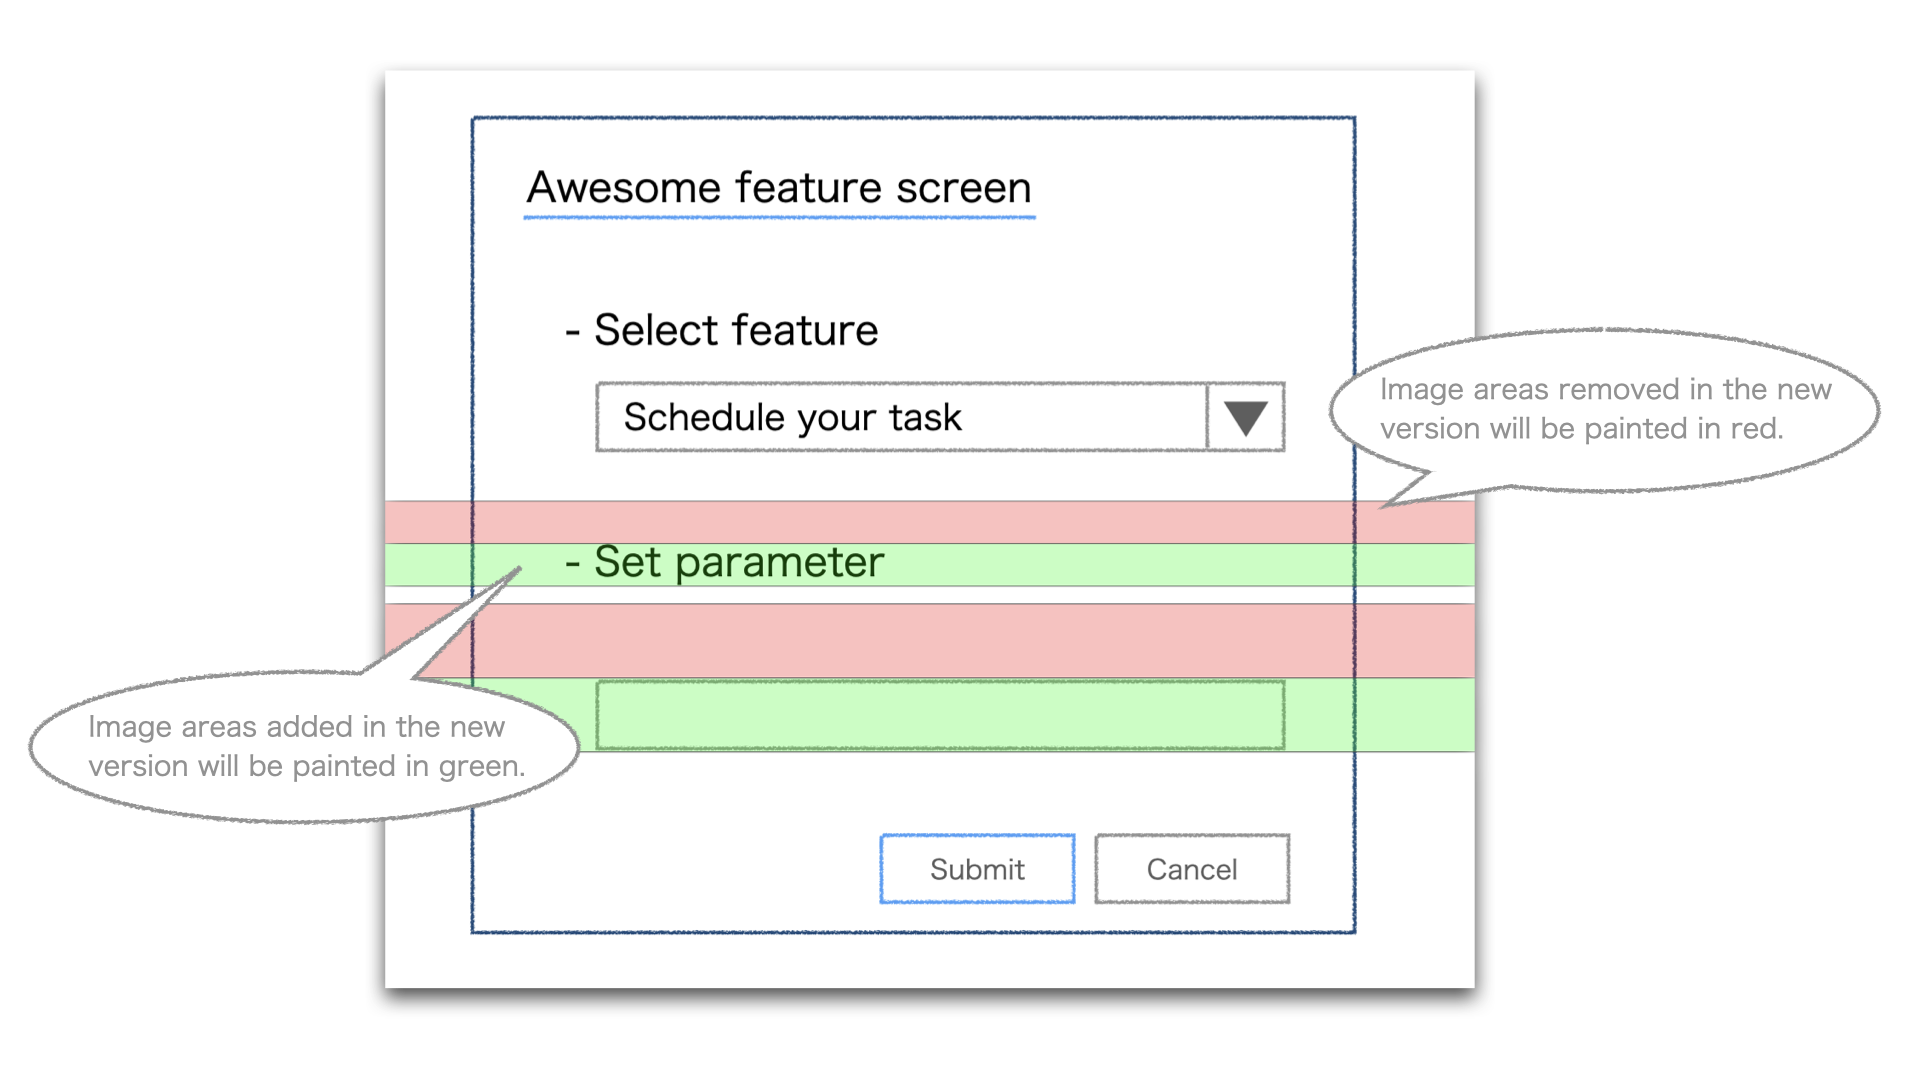 Awesome feature screen
- Select feature
Schedule your task
Image areas removed in the new
version will be painted in red.
- Set parameter
Image areas added in the new
version will be painted in green.
Submit
Cancel